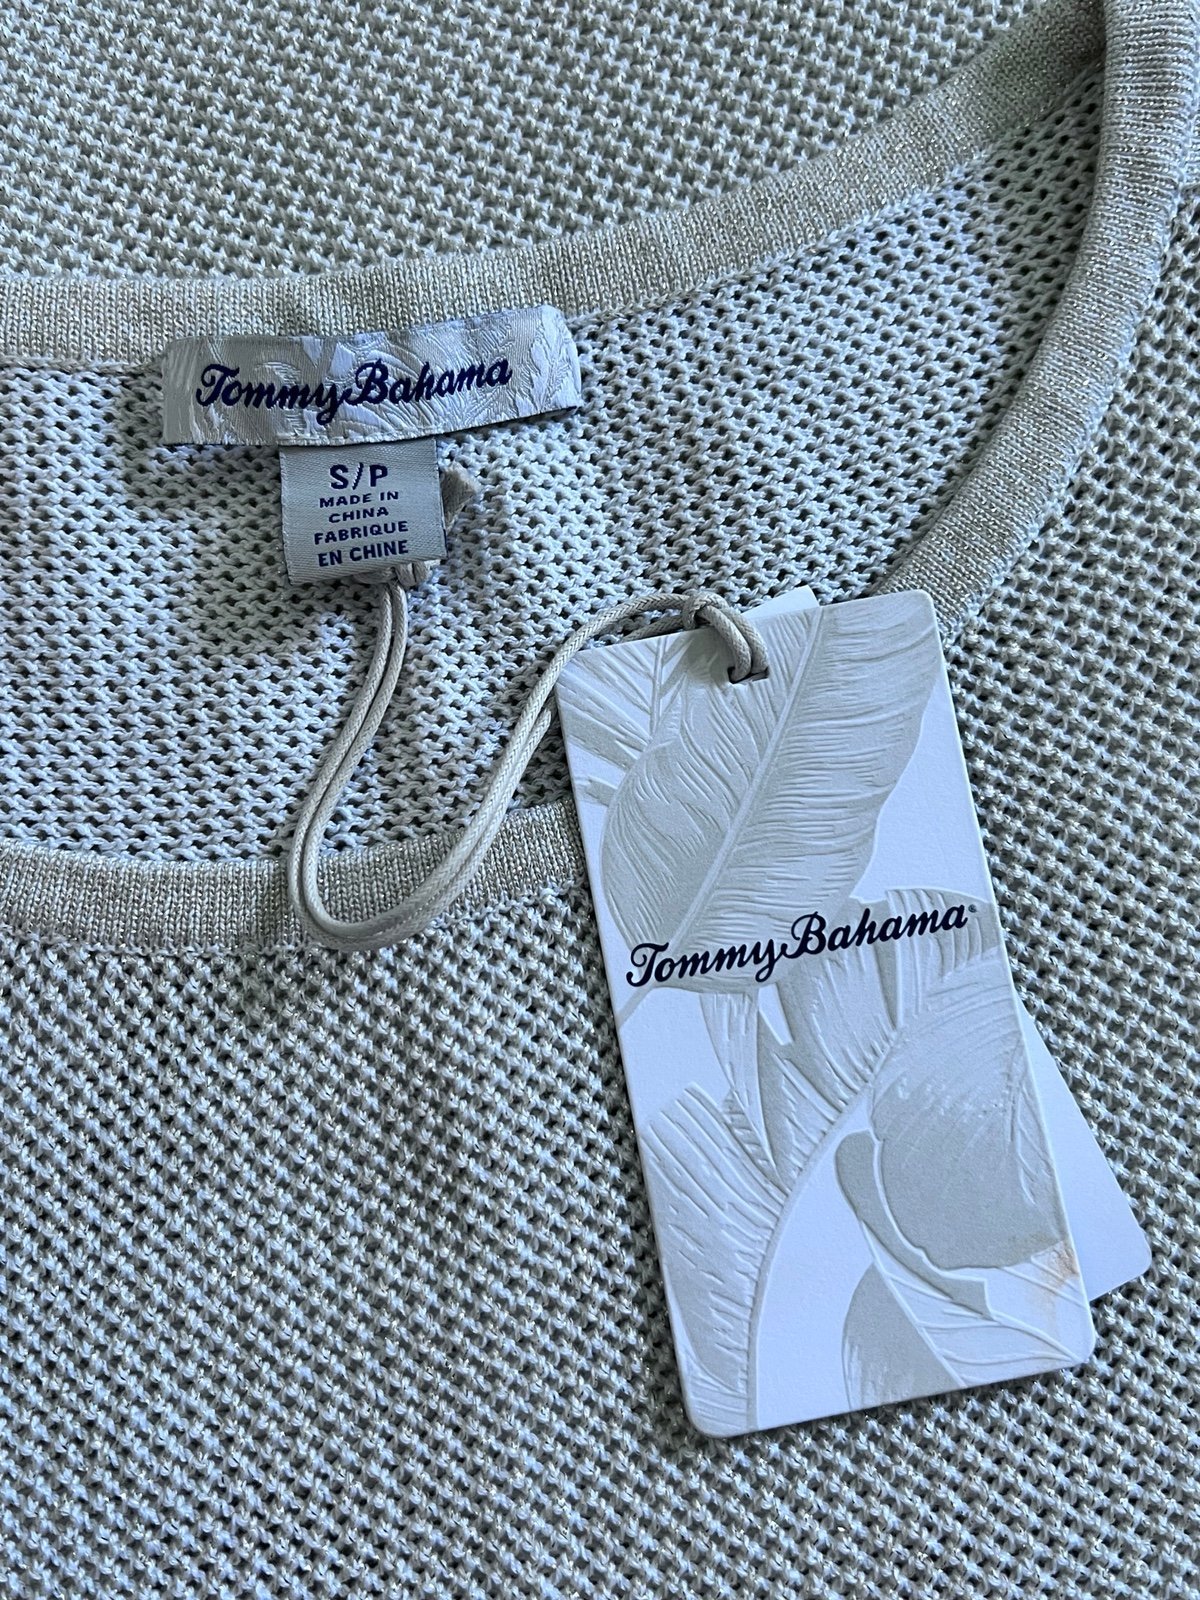 Tommy Bahama
S/P
MADE IN
CHINA
FABRIQUE
EN CHINE
Tommy Bahama®